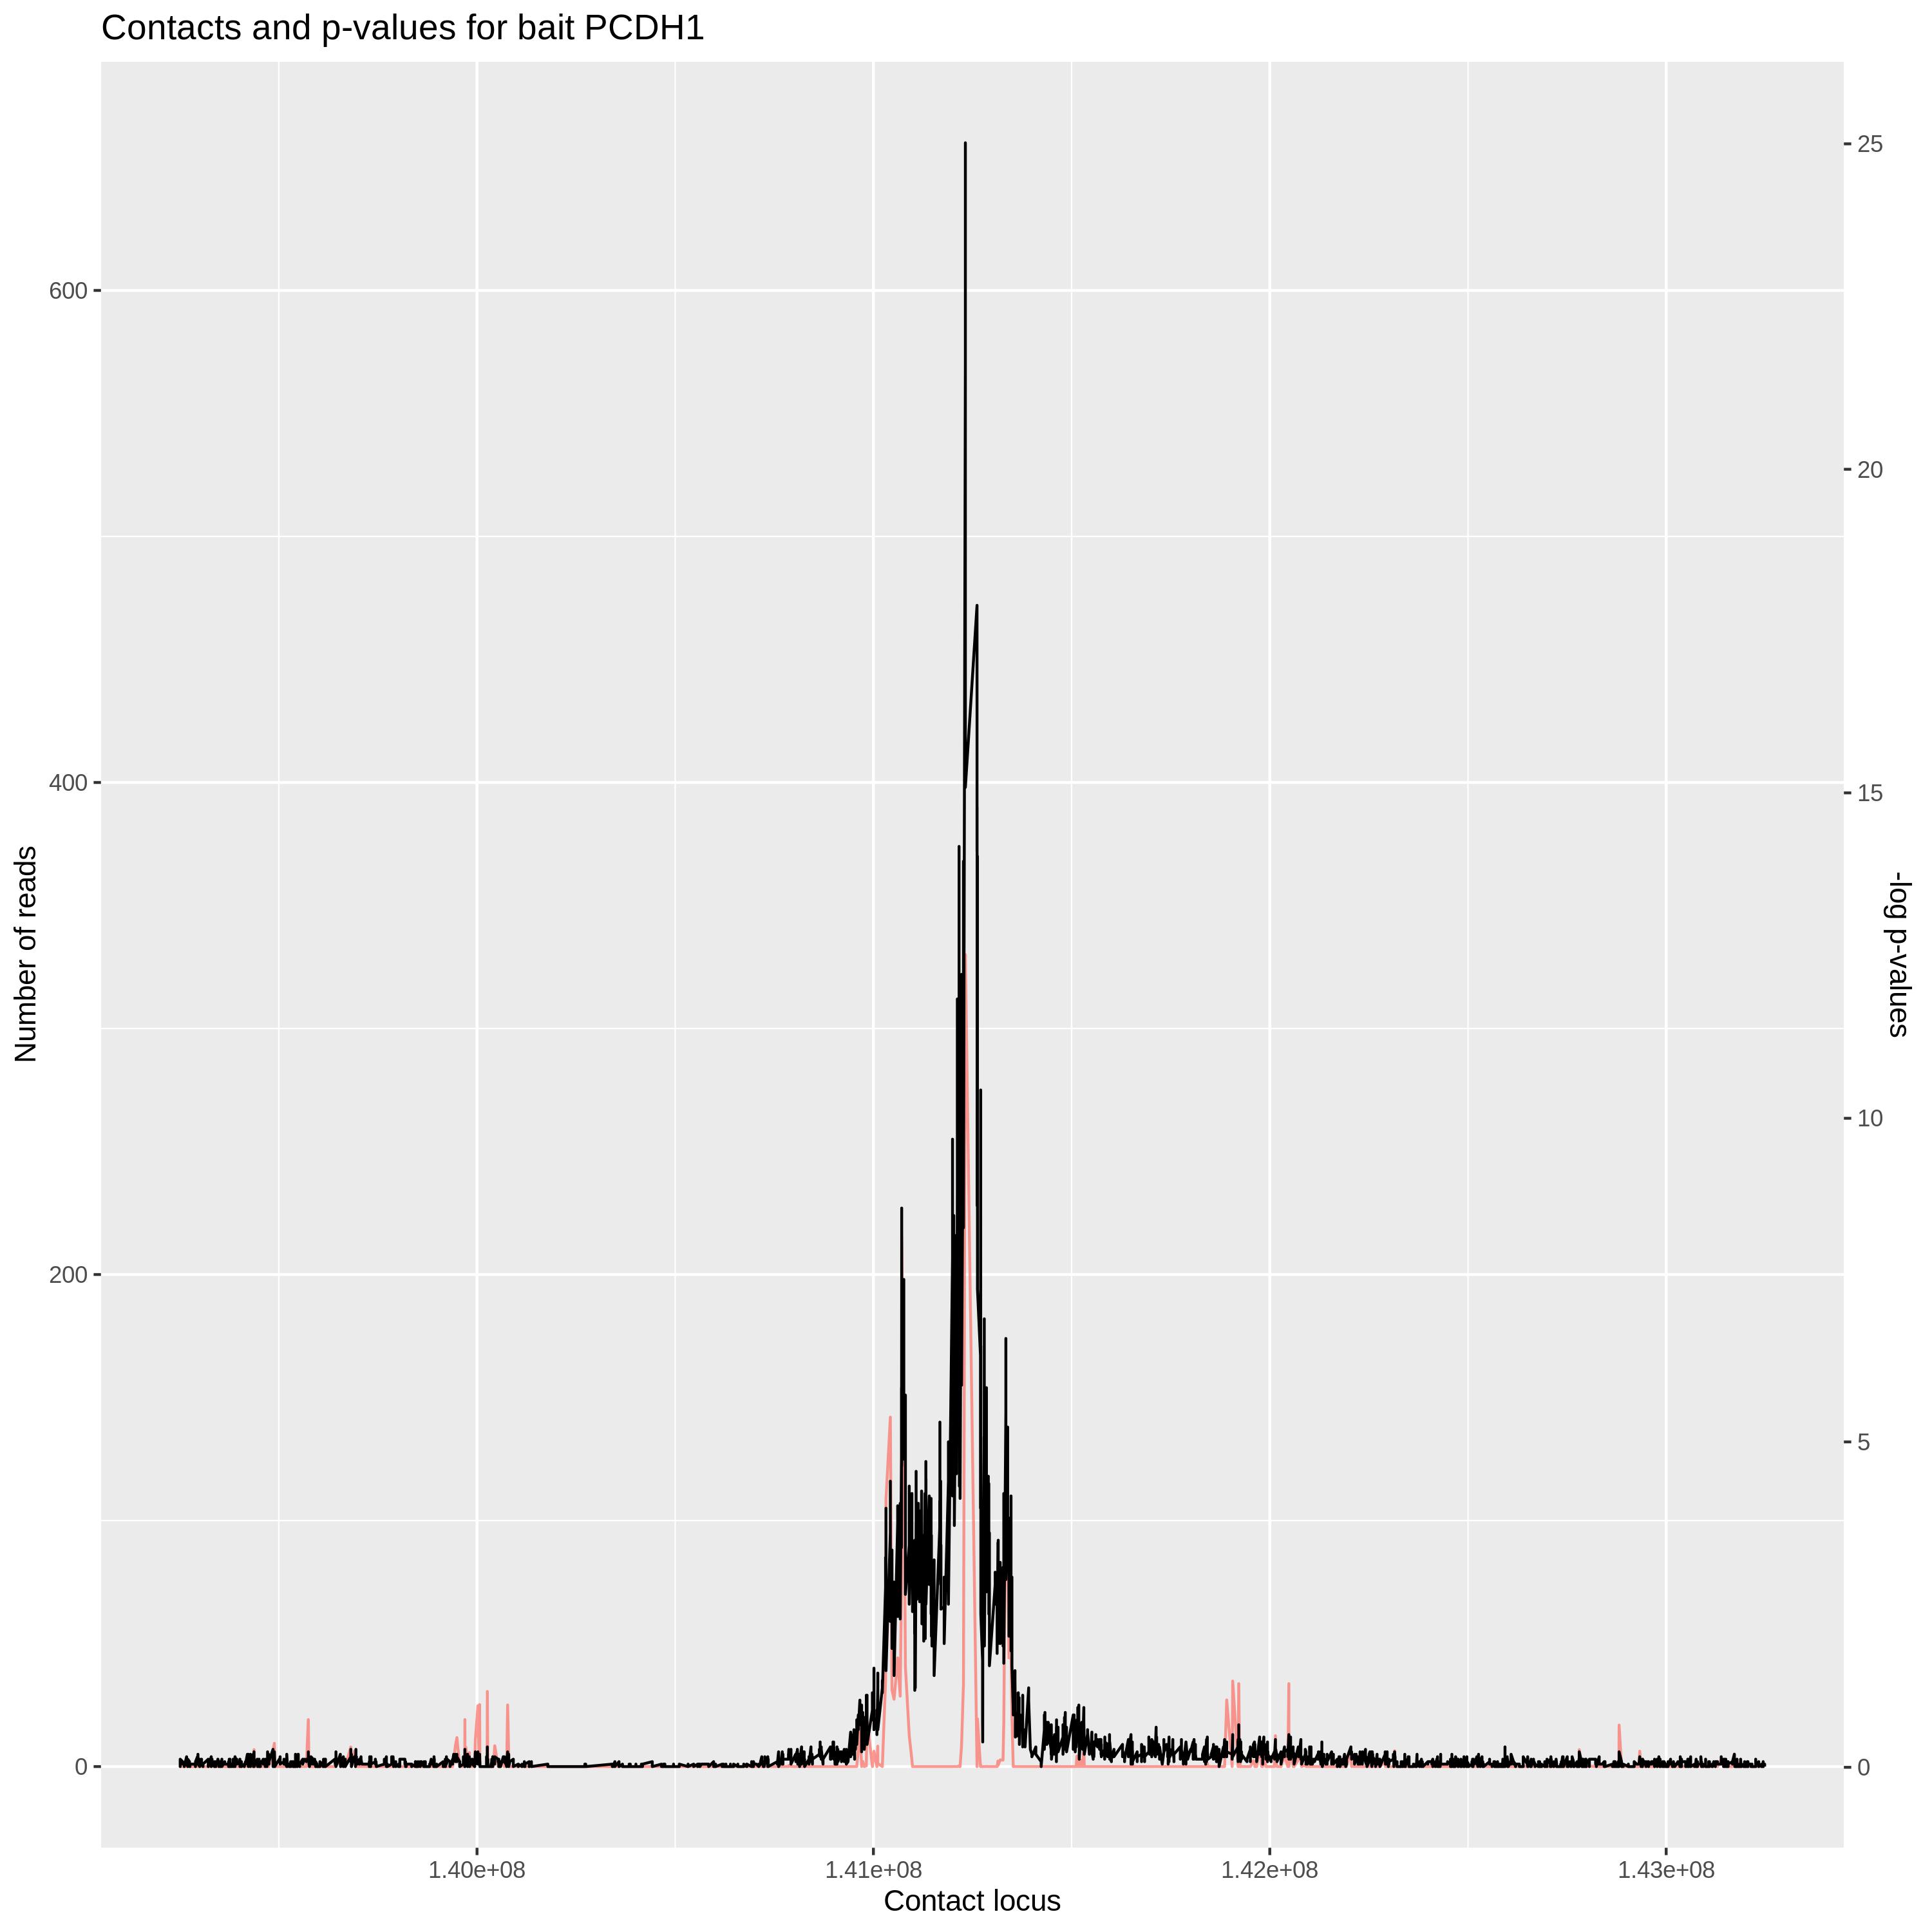 Contacts and p-values for bait PCDH1
600
400
200
0
Number of reads
25
20
15
10
5
0
-log p-values
1.40e+08
1.41e+08
1.42e+08
1.43e+08
Contact locus